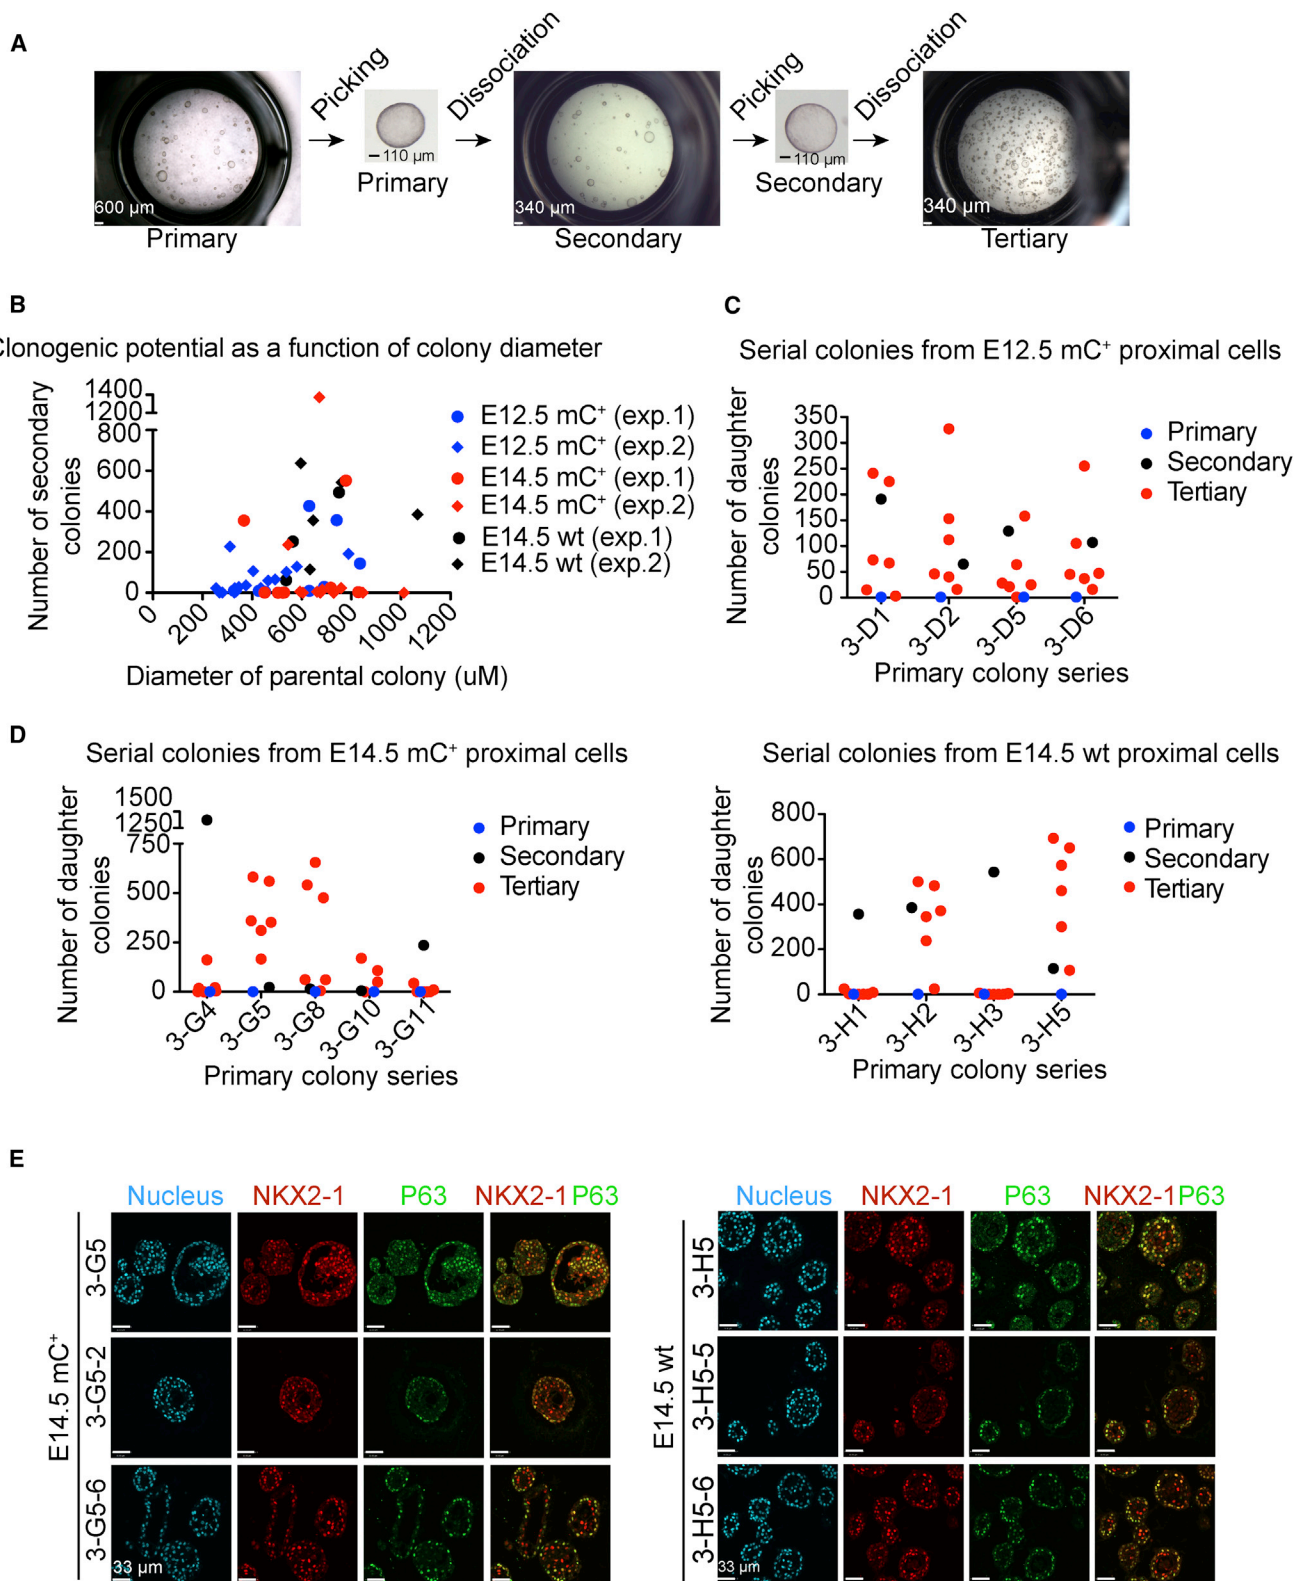 A
Picking
Dissociation
Picking
Dissociation
600 µm
110 µm
340 µm
110 µm
340 µm
Primary
Primary
Secondary
Secondary
Tertiary
B
Clonogenic potential as a function of colony diameter
Number of secondary
colonies
1400
1200
800
600
400
200
0
0
200
400
600
800
1000
1200
Diameter of parental colony (uM)
E12.5 mC+ (exp.1)
E12.5 mC+ (exp.2)
E14.5 mC+ (exp.1)
E14.5 mC+ (exp.2)
E14.5 wt (exp.1)
E14.5 wt (exp.2)
C
Serial colonies from E12.5 mC+ proximal cells
Number of daughter
colonies
350
300
250
200
150
100
50
0
3-D1
3-D2
3-D5
3-D6
Primary colony series
Primary
Secondary
Tertiary
D
Serial colonies from E14.5 mC+ proximal cells
Number of daughter
colonies
1500
1250
750
500
250
0
3-G4
3-G5
3-G8
3-G10
3-G11
Primary colony series
Primary
Secondary
Tertiary
Serial colonies from E14.5 wt proximal cells
Number of daughter
colonies
800
600
400
200
0
3-H1
3-H2
3-H3
3-H5
Primary colony series
Primary
Secondary
Tertiary
E
Nucleus
NKX2-1
P63
NKX2-1 P63
E14.5 mC+
3-G5
3-G5-2
3-G5-6
33 µm
Nucleus
NKX2-1
P63
NKX2-1 P63
E14.5 wt
3-H5
3-H5-5
3-H5-6
33 µm